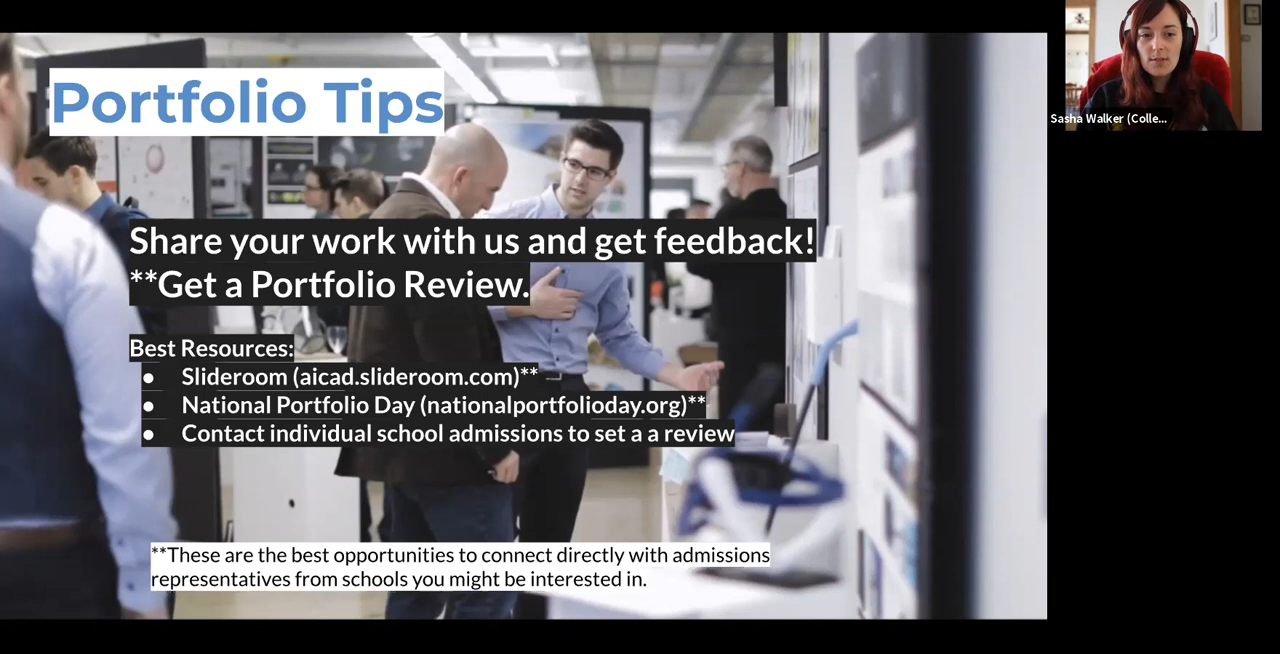 Portfolio Tips
Share your work with us and get feedback!
**Get a Portfolio Review.
Best Resources:
● Slideroom (aicad.slideroom.com)**
● National Portfolio Day (nationalportfolioday.org)**
● Contact individual school admissions to set a a review
**These are the best opportunities to connect directly with admissions
representatives from schools you might be interested in.
Sasha Walker (Colle...